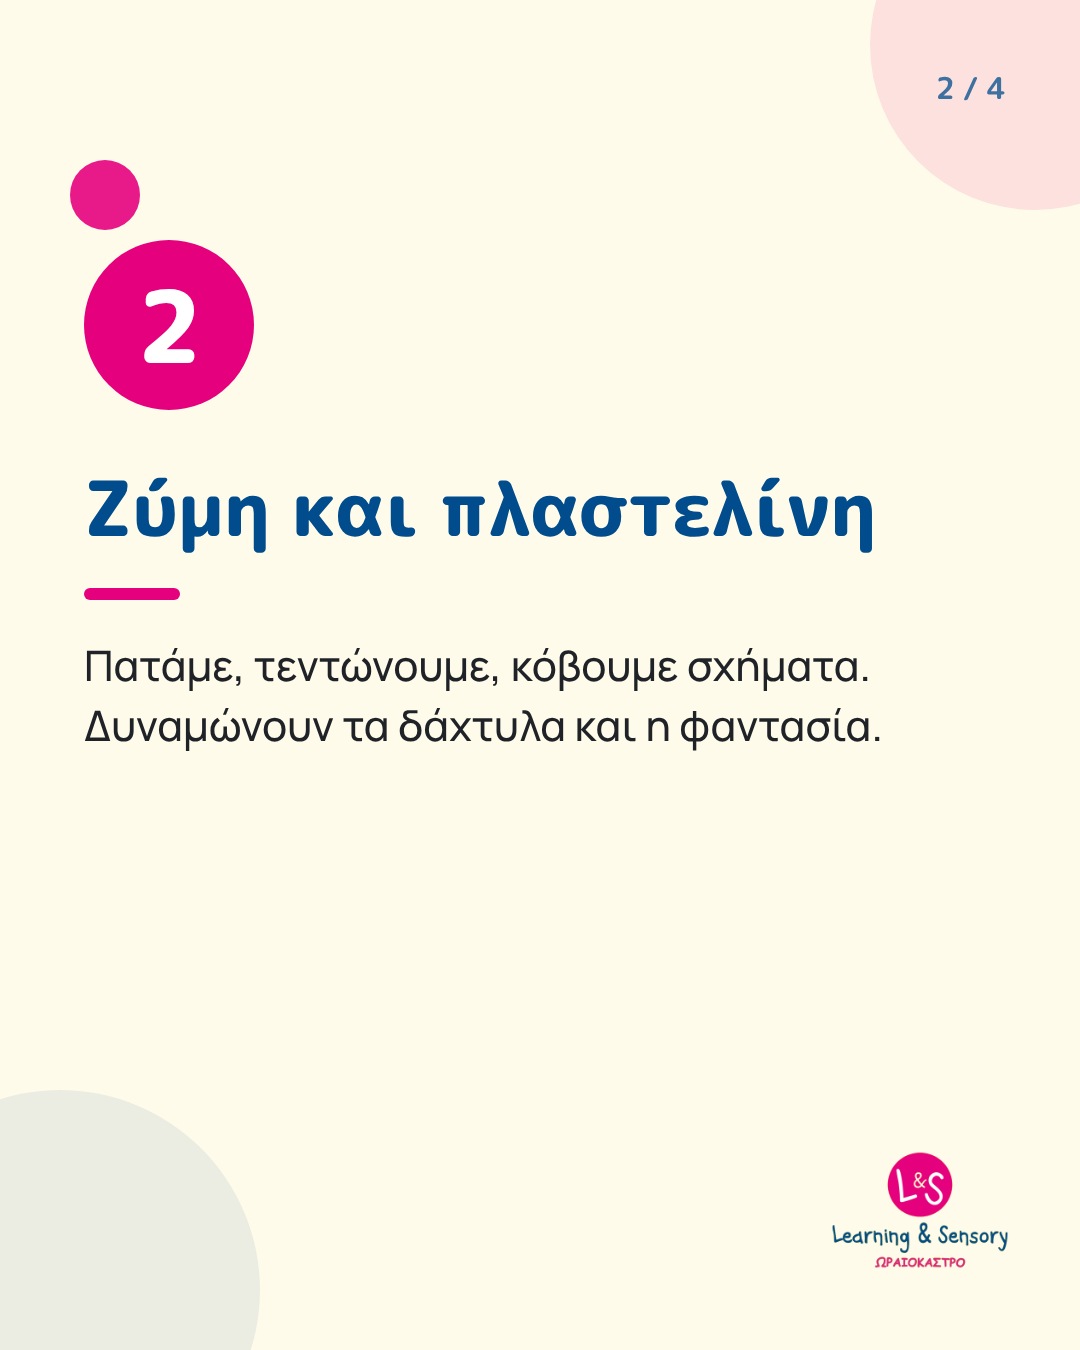 2 / 4
2
Ζύμη και πλαστελίνη
Πατάμε, τεντώνουμε, κόβουμε σχήματα.
Δυναμώνουν τα δάχτυλα και η φαντασία.
L&S
Learning & Sensory
ΩΡΑΙΟΚΑΣΤΡΟ